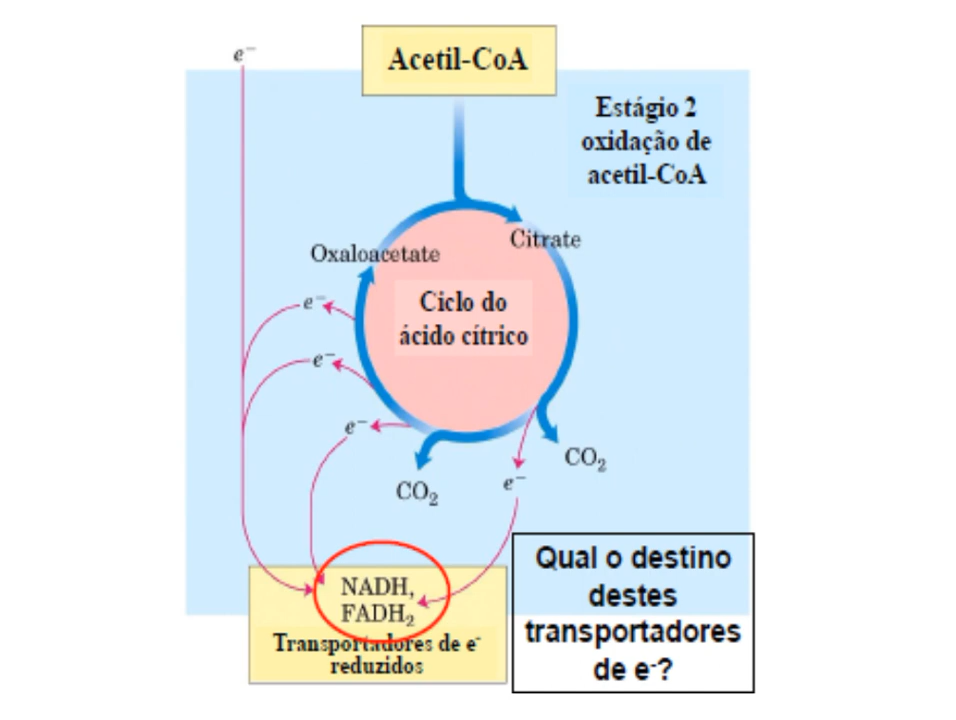 e⁻
Acetil-CoA
Estágio 2
oxidação de
acetil-CoA
Oxaloacetate
Citrate
Ciclo do
ácido cítrico
e⁻
e⁻
e⁻
e⁻
CO₂
CO₂
NADH,
FADH₂
Transportadores de e⁻
reduzidos
Qual o destino
destes
transportadores
de e⁻?